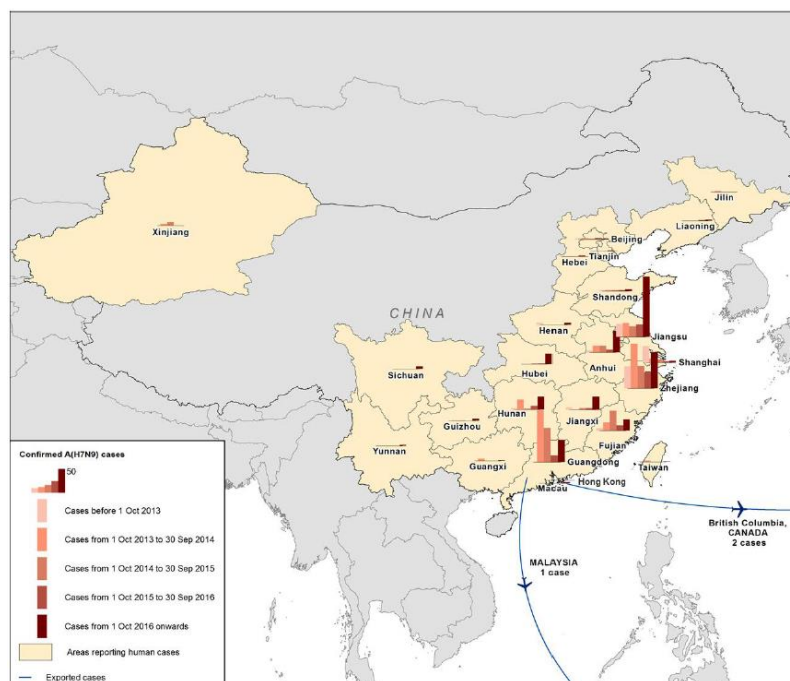 Jilin
Xinjiang
Liaoning
Beijing
Tianjin
Hebei
Shandong
CHINA
Henan
Jiangsu
Anhui
Shanghai
Hubei
Sichuan
Zhejiang
Hunan
Jiangxi
Guizhou
Fujian
Yunnan
Guangxi
Guangdong
Taiwan
Hong Kong
Macau
British Columbia,
CANADA
2 cases
MALAYSIA
1 case
Confirmed A(H7N9) cases
50
Cases before 1 Oct 2013
Cases from 1 Oct 2013 to 30 Sep 2014
Cases from 1 Oct 2014 to 30 Sep 2015
Cases from 1 Oct 2015 to 30 Sep 2016
Cases from 1 Oct 2016 onwards
Areas reporting human cases
Exported cases